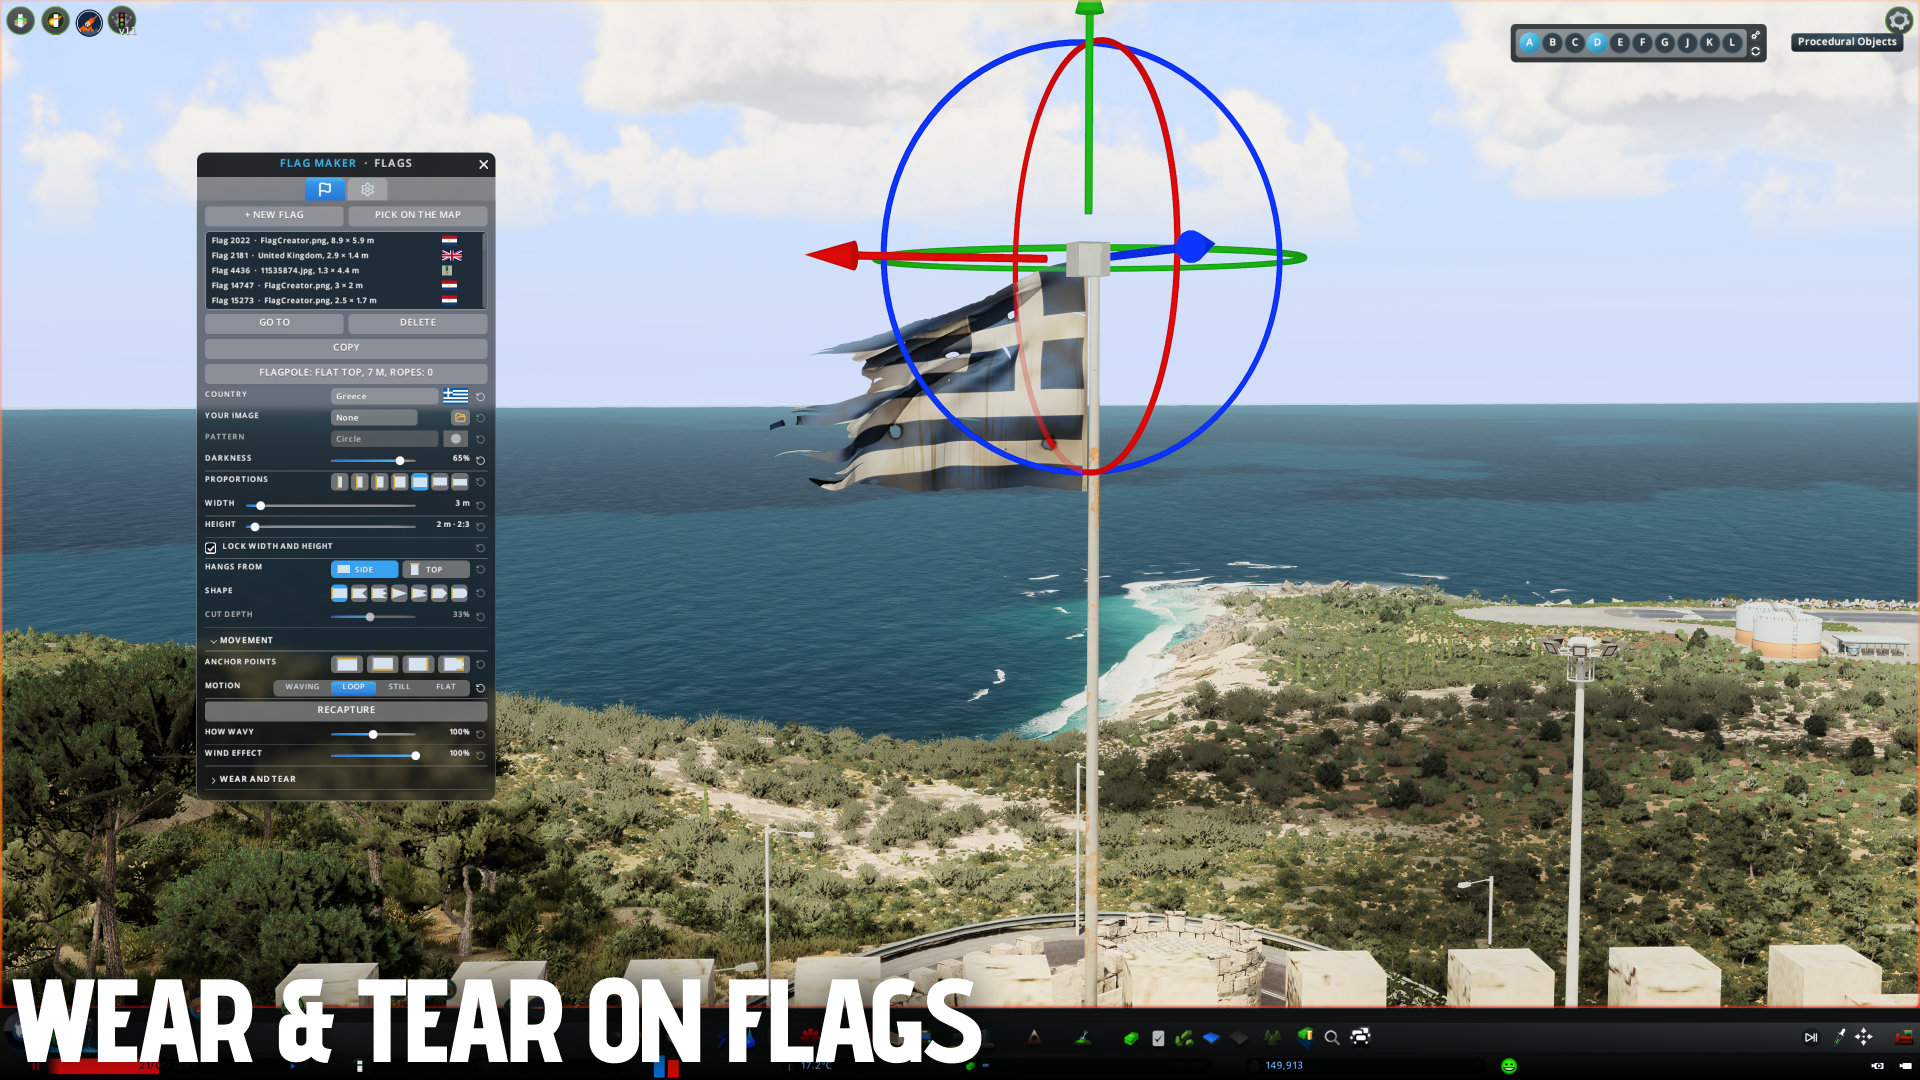 v11
A B C D E F G J K L
Procedural Objects
FLAG MAKER · FLAGS
+ NEW FLAG
PICK ON THE MAP
Flag 2022 · FlagCreator.png, 8.9 × 5.9 m
Flag 2181 · United Kingdom, 2.9 × 1.4 m
Flag 4436 · 11535874.jpg, 1.3 × 4.4 m
Flag 14747 · FlagCreator.png, 3 × 2 m
Flag 15273 · FlagCreator.png, 2.5 × 1.7 m
GO TO
DELETE
COPY
FLAGPOLE: FLAT TOP, 7 M, ROPES: 0
COUNTRY Greece
YOUR IMAGE None
PATTERN Circle
DARKNESS 65%
PROPORTIONS
WIDTH 3 m
HEIGHT 2 m · 2:3
LOCK WIDTH AND HEIGHT
HANGS FROM SIDE TOP
SHAPE
CUT DEPTH 33%
MOVEMENT
ANCHOR POINTS
MOTION WAVING LOOP STILL FLAT
RECAPTURE
HOW WAVY 100%
WIND EFFECT 100%
WEAR AND TEAR
WEAR & TEAR ON FLAGS
17.2°C
∞
149,913